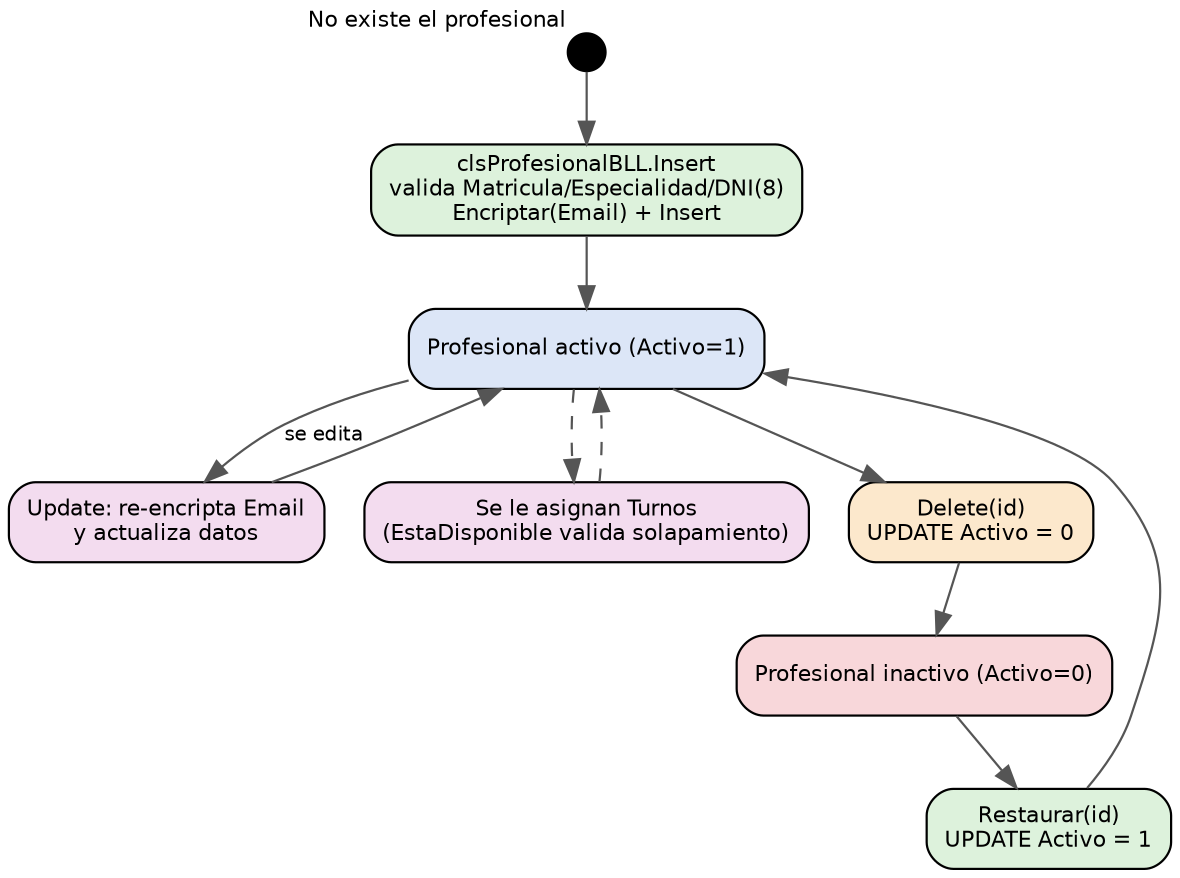 No existe el profesional
clsProfesionalBLL.Insert
valida Matricula/Especialidad/DNI(8)
Encriptar(Email) + Insert
Profesional activo (Activo=1)
se edita
Update: re-encripta Email
y actualiza datos
Se le asignan Turnos
(EstaDisponible valida solapamiento)
Delete(id)
UPDATE Activo = 0
Profesional inactivo (Activo=0)
Restaurar(id)
UPDATE Activo = 1